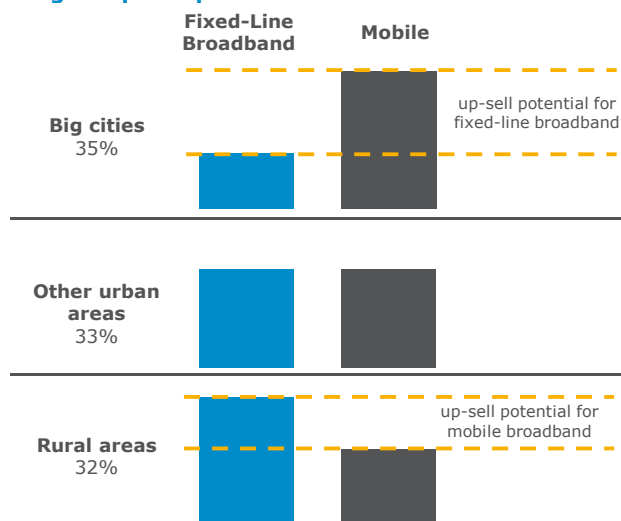 Fixed-Line
Broadband
Mobile
up-sell potential for
fixed-line broadband
Big cities
35%
Other urban
areas
33%
up-sell potential for
mobile broadband
Rural areas
32%